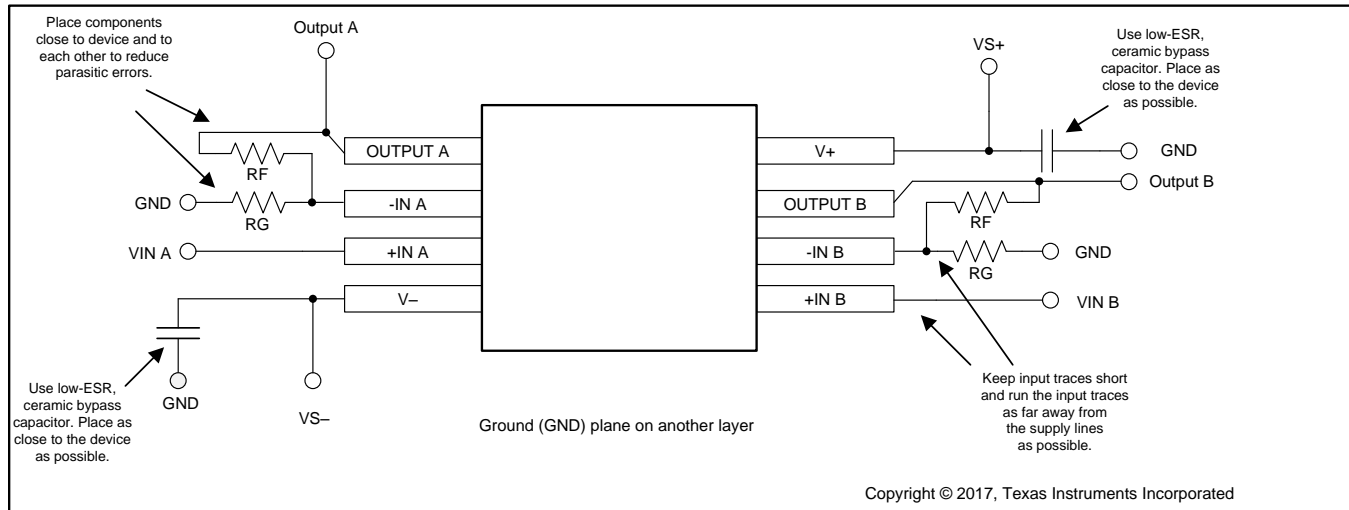 Place components
close to device and to
each other to reduce
parasitic errors.
Output A
VS+
Use low-ESR,
ceramic bypass
capacitor. Place as
close to the device
as possible.
OUTPUT A
V+
GND
RF
OUTPUT B
Output B
GND
-IN A
RF
RG
VIN A
+IN A
-IN B
GND
RG
V–
+IN B
VIN B
Use low-ESR,
ceramic bypass
capacitor. Place as
close to the device
as possible.
GND
VS–
Ground (GND) plane on another layer
Keep input traces short
and run the input traces
as far away from
the supply lines
as possible.
Copyright © 2017, Texas Instruments Incorporated